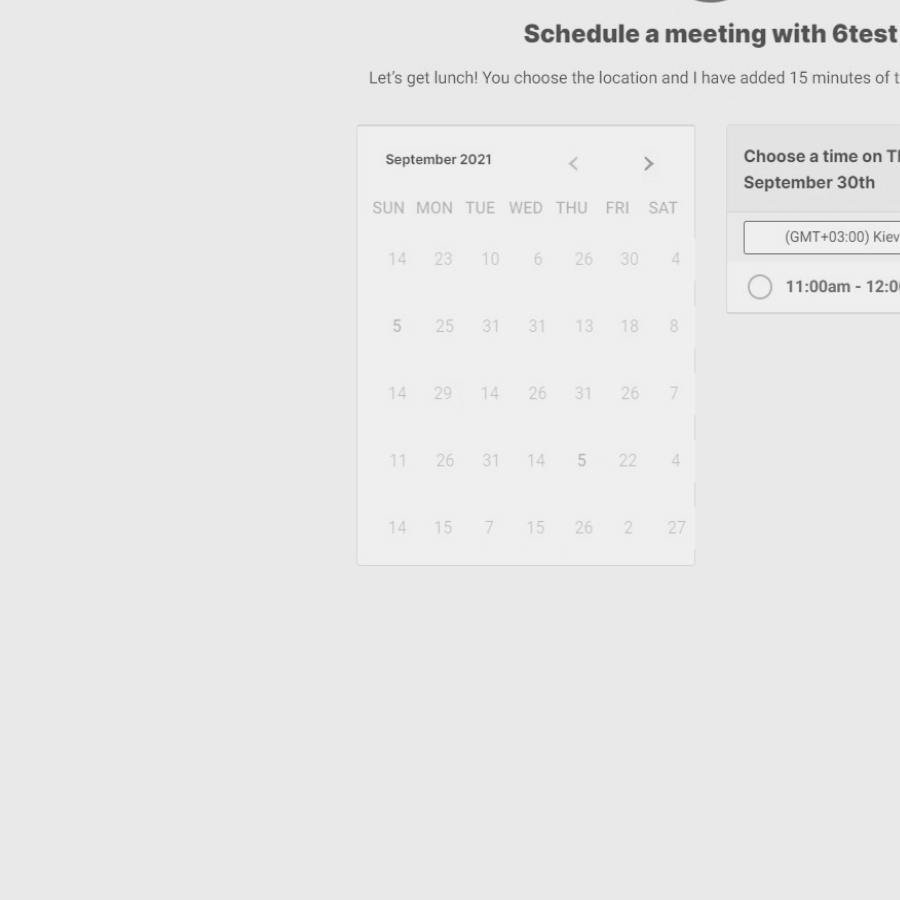 Schedule a meeting with 6test
Let's get lunch! You choose the location and I have added 15 minutes of t
September 2021
SUN MON TUE WED THU FRI SAT
14 23 10 6 26 30 4
5 25 31 31 13 18 8
14 29 14 26 31 26 7
11 26 31 14 5 22 4
14 15 7 15 26 2 27
Choose a time on Th
September 30th
(GMT+03:00) Kiev
11:00am - 12:00